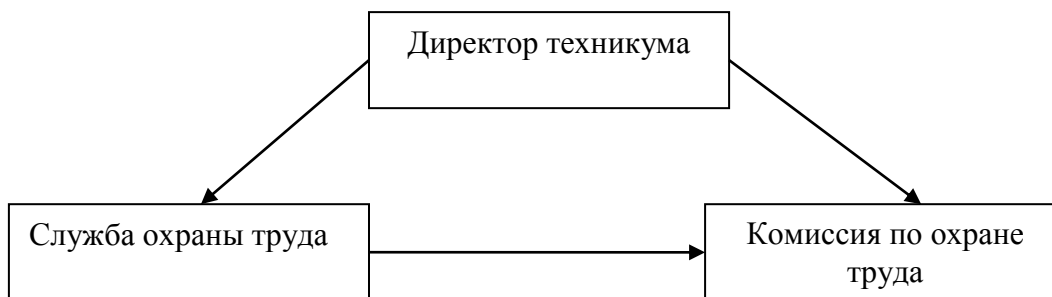 Директор техникума
Служба охраны труда
Комиссия по охране
труда